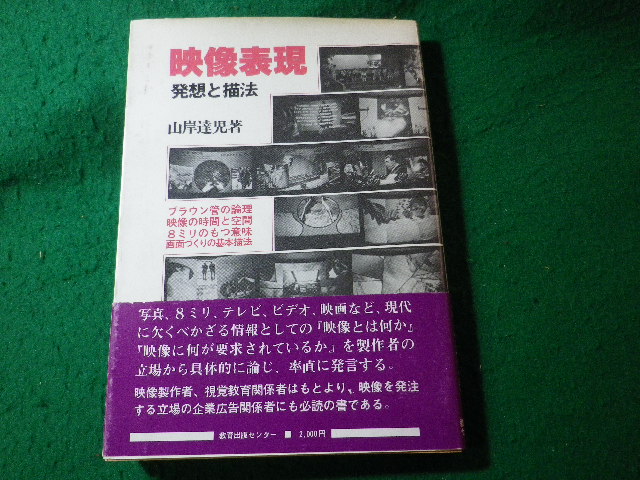 映像表現
発想と描法
山岸達児著
ブラウン管の論理
映像の時間と空間
8ミリのもつ意味
画面づくりの基本描法
写真、8ミリ、テレビ、ビデオ、映画など、現代
に欠くべかざる情報としての『映像とは何か』
『映像に何が要求されているか』を製作者の
立場から具体的に論じ、率直に発言する。
映像製作者、視覚教育関係者はもとより、映像を発注
する立場の企業広告関係者にも必読の書である。
教育出版センター ■ 2,000円